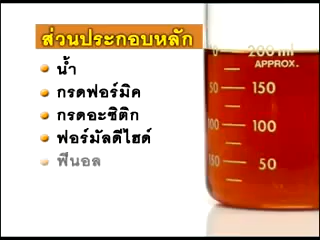 ส่วนประกอบหลัก
น้ำ
กรดฟอร์มิค
กรดอะซิติก
ฟอร์มัลดีไฮด์
ฟีนอล
0 200 ml
APPROX.
50 150
100 100
150 50